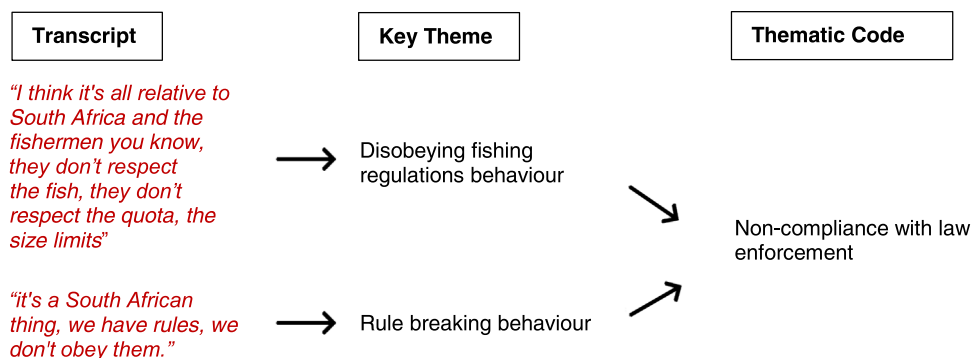 Transcript
Key Theme
Thematic Code
“I think it's all relative to
South Africa and the
fishermen you know,
they don’t respect
the fish, they don’t
respect the quota, the
size limits”
Disobeying fishing
regulations behaviour
Non-compliance with law
enforcement
“it's a South African
thing, we have rules, we
don't obey them.”
Rule breaking behaviour